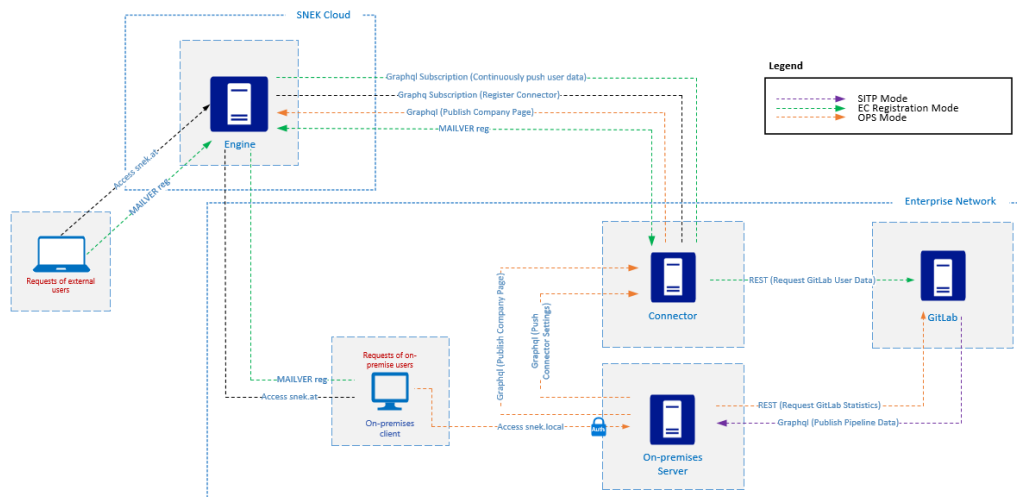 SNEK Cloud
Legend
SITP Mode
EC Registration Mode
OPS Mode
Graphql Subscription (Continuously push user data)
Graphq Subscription (Register Connector)
Graphql (Publish Company Page)
MAILVER reg
Engine
Access snek.at
MAILVER reg
Enterprise Network
Requests of external
users
Graphql (Publish Company Page)
Graphql (Push
Connector Settings)
REST (Request GitLab User Data)
Connector
GitLab
Requests of on-
premise users
MAILVER reg
Access snek.at
On-premises
client
Access snek.local
Auth
REST (Request GitLab Statistics)
Graphql (Publish Pipeline Data)
On-premises
Server